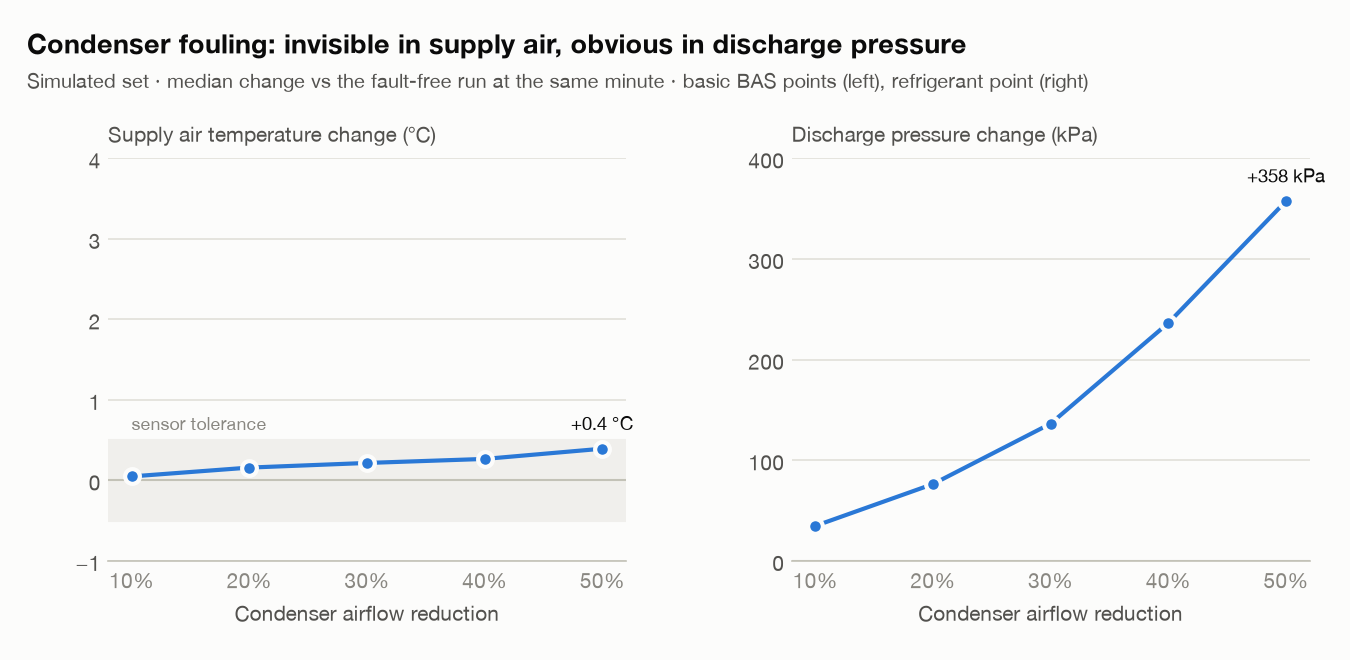 Condenser fouling: invisible in supply air, obvious in discharge pressure
Simulated set · median change vs the fault-free run at the same minute · basic BAS points (left), refrigerant point (right)
Supply air temperature change (°C)
4
3
2
1
0
−1
sensor tolerance
+0.4 °C
10% 20% 30% 40% 50%
Condenser airflow reduction
Discharge pressure change (kPa)
400
300
200
100
0
+358 kPa
10% 20% 30% 40% 50%
Condenser airflow reduction